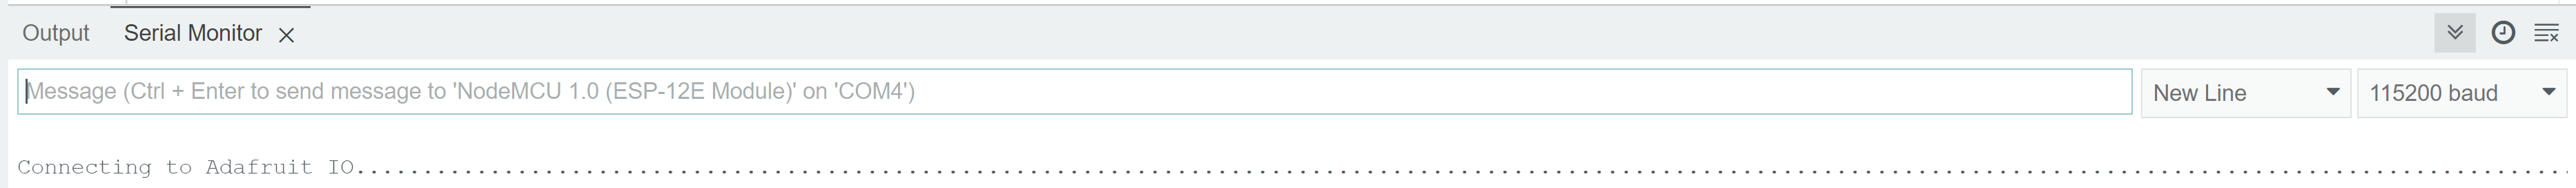 Output Serial Monitor
Message (Ctrl + Enter to send message to 'NodeMCU 1.0 (ESP-12E Module)' on 'COM4') New Line 115200 baud
Connecting to Adafruit IO....................................................................................................................................................................